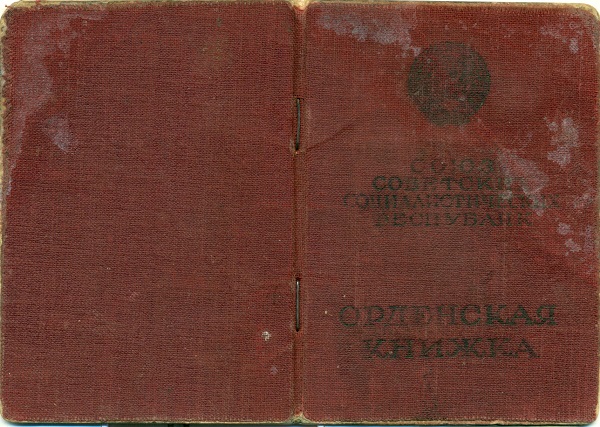 СОЮЗ
СОВЕТСКИХ
СОЦИАЛИСТИЧЕСКИХ
РЕСПУБЛИК
ОРДЕНСКАЯ
КНИЖКА